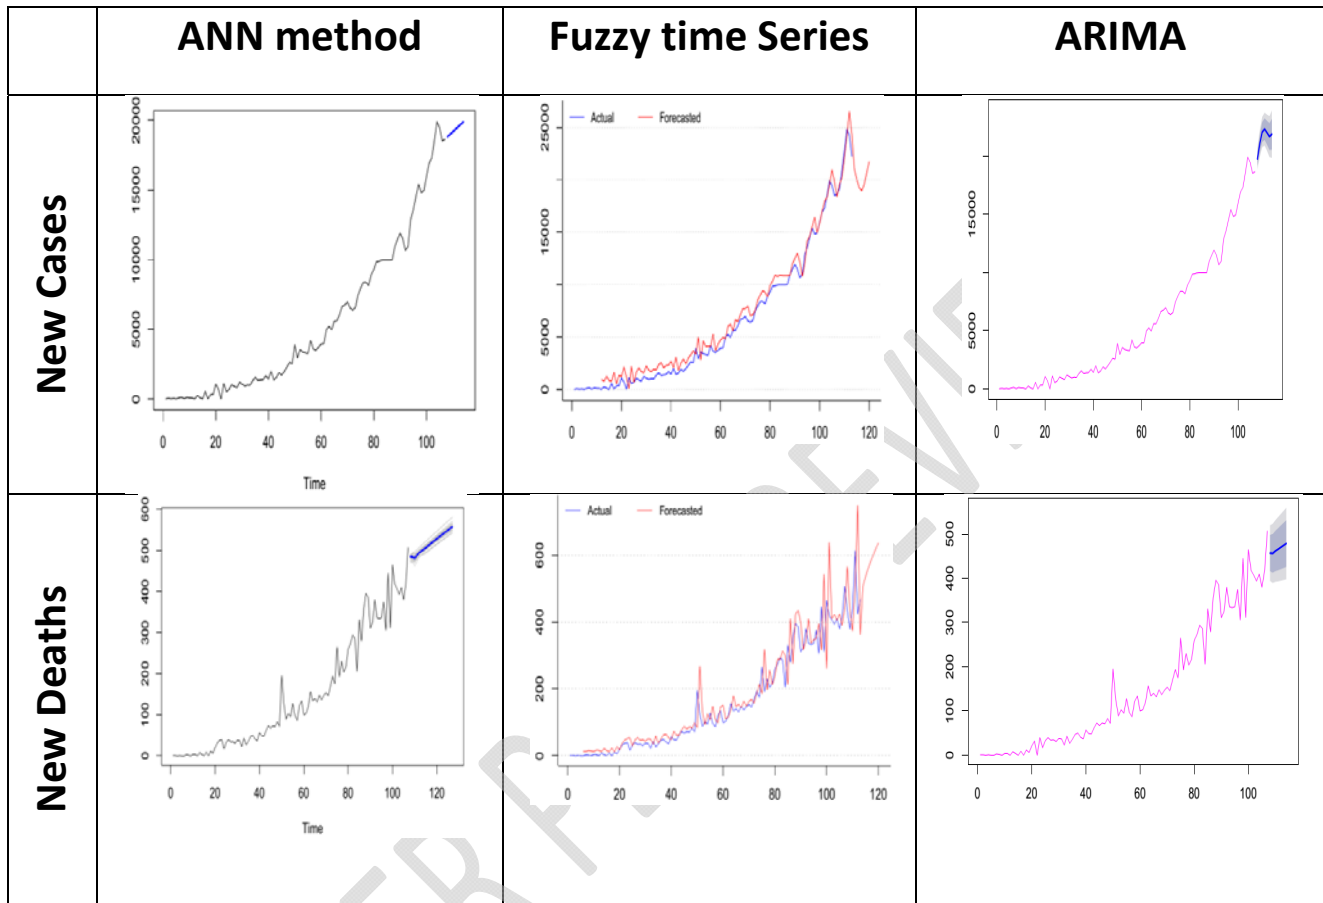 ANN method Fuzzy time Series ARIMA
New Cases
20000
15000
10000
5000
0
0 20 40 60 80 100
Time
Actual Forecasted
25000
15000
5000
0
0 20 40 60 80 100 120
15000
5000
0
0 20 40 60 80 100
New Deaths
600
500
400
300
200
100
0
0 20 40 60 80 100 120
Time
Actual Forecasted
600
400
200
0
0 20 40 60 80 100 120
500
400
300
200
100
0
0 20 40 60 80 100